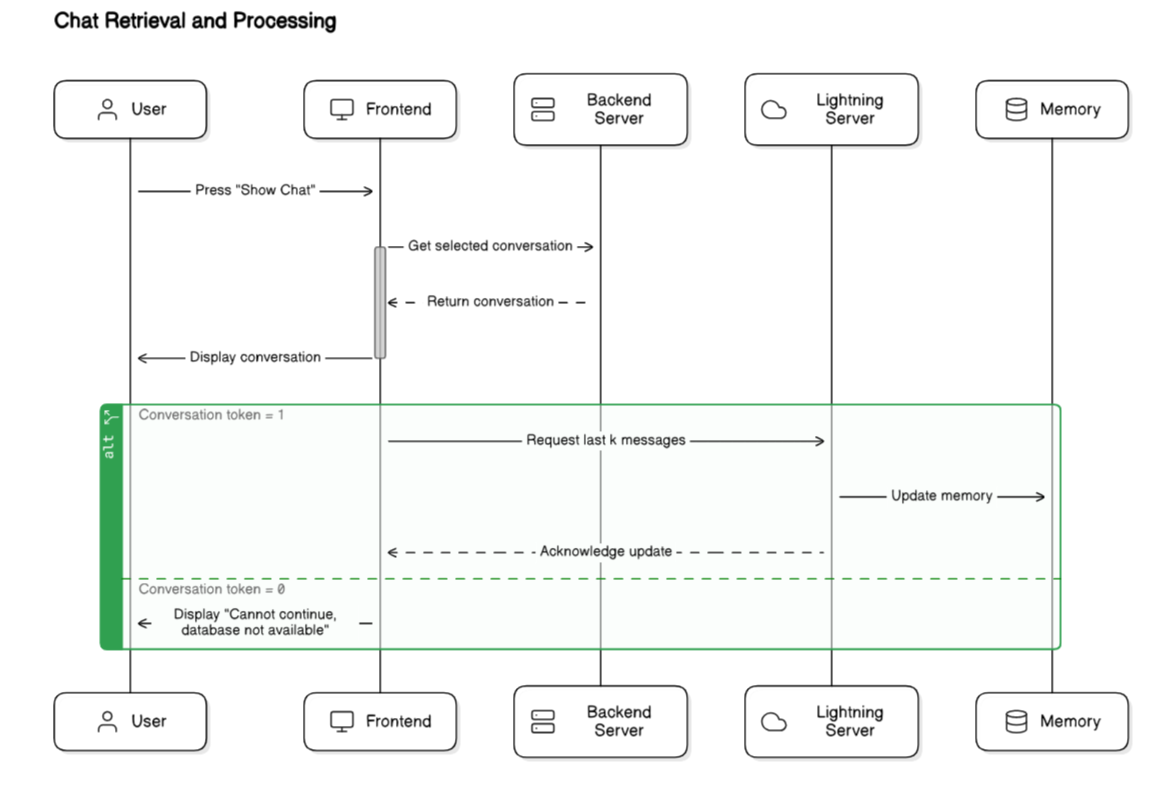 Chat Retrieval and Processing
User
Frontend
Backend
Server
Lightning
Server
Memory
Press "Show Chat"
Get selected conversation
Return conversation
Display conversation
alt
Conversation token = 1
Request last k messages
Update memory
Acknowledge update
Conversation token = 0
Display "Cannot continue,
database not available"
User
Frontend
Backend
Server
Lightning
Server
Memory